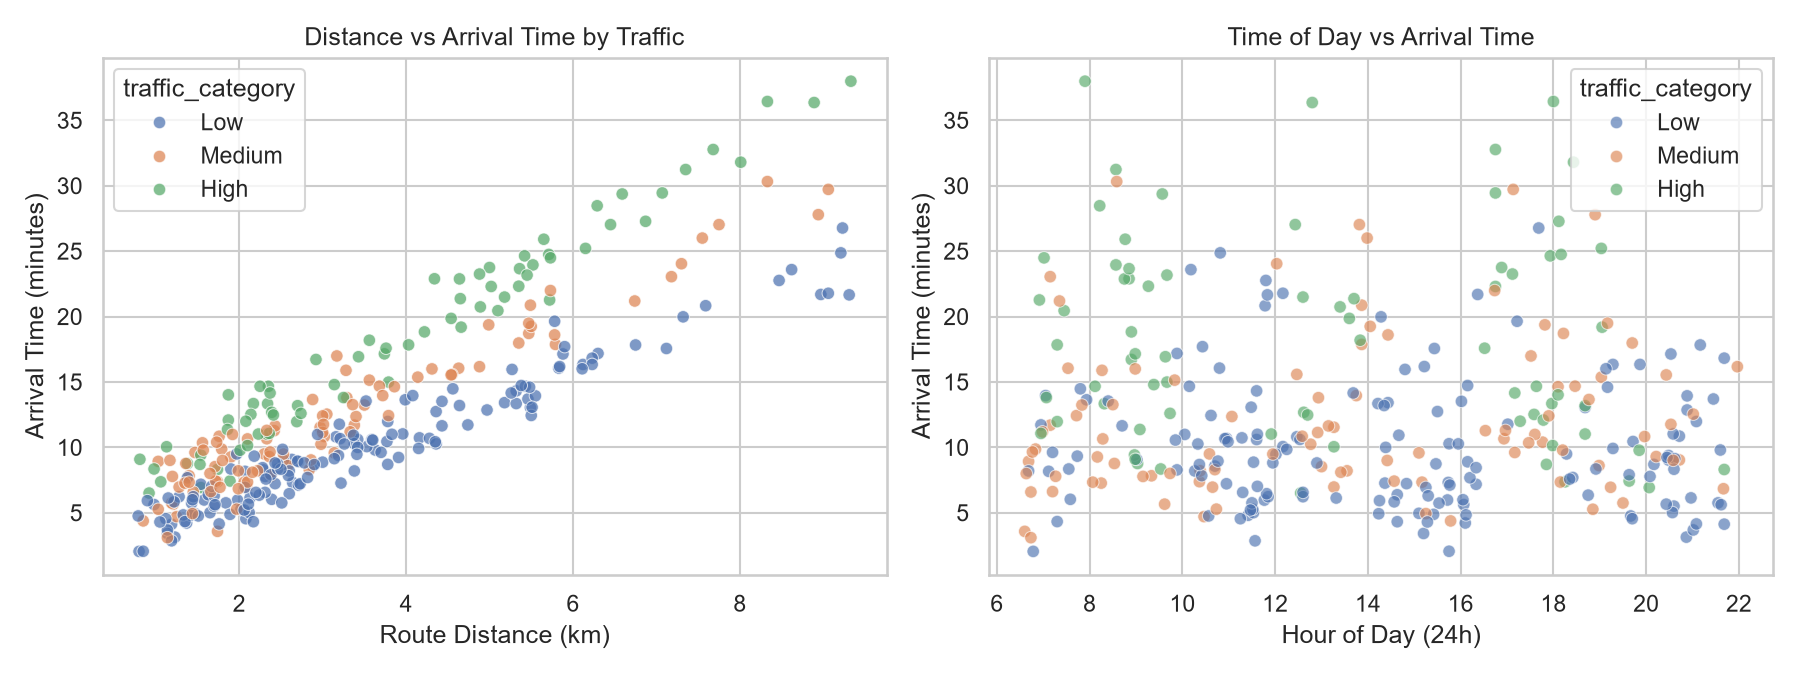 Distance vs Arrival Time by Traffic
traffic_category
Low
Medium
High
35
30
25
20
15
10
5
Arrival Time (minutes)
2 4 6 8
Route Distance (km)
Time of Day vs Arrival Time
traffic_category
Low
Medium
High
35
30
25
20
15
10
5
Arrival Time (minutes)
6 8 10 12 14 16 18 20 22
Hour of Day (24h)